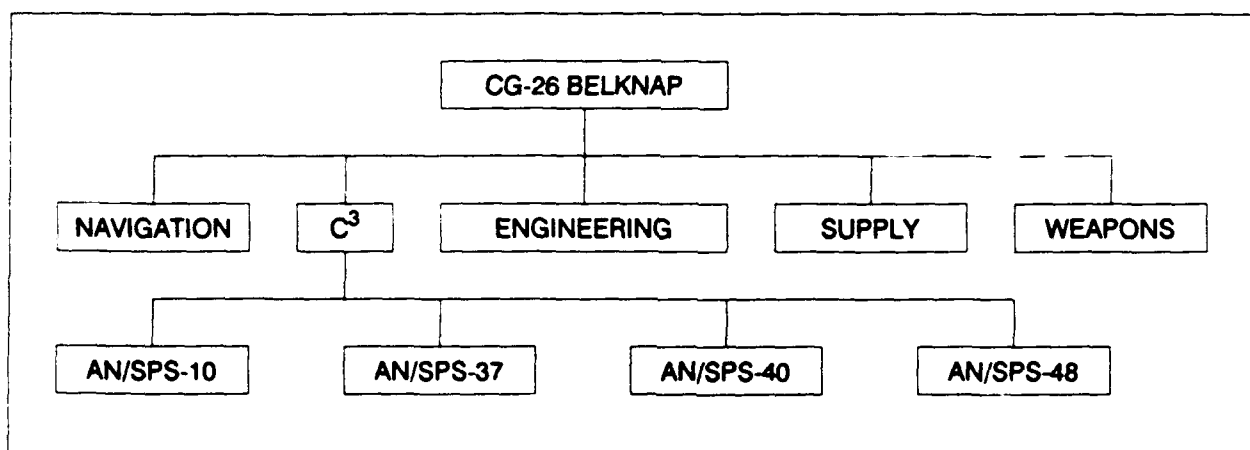 CG-26 BELKNAP
NAVIGATION
C³
ENGINEERING
SUPPLY
WEAPONS
AN/SPS-10
AN/SPS-37
AN/SPS-40
AN/SPS-48